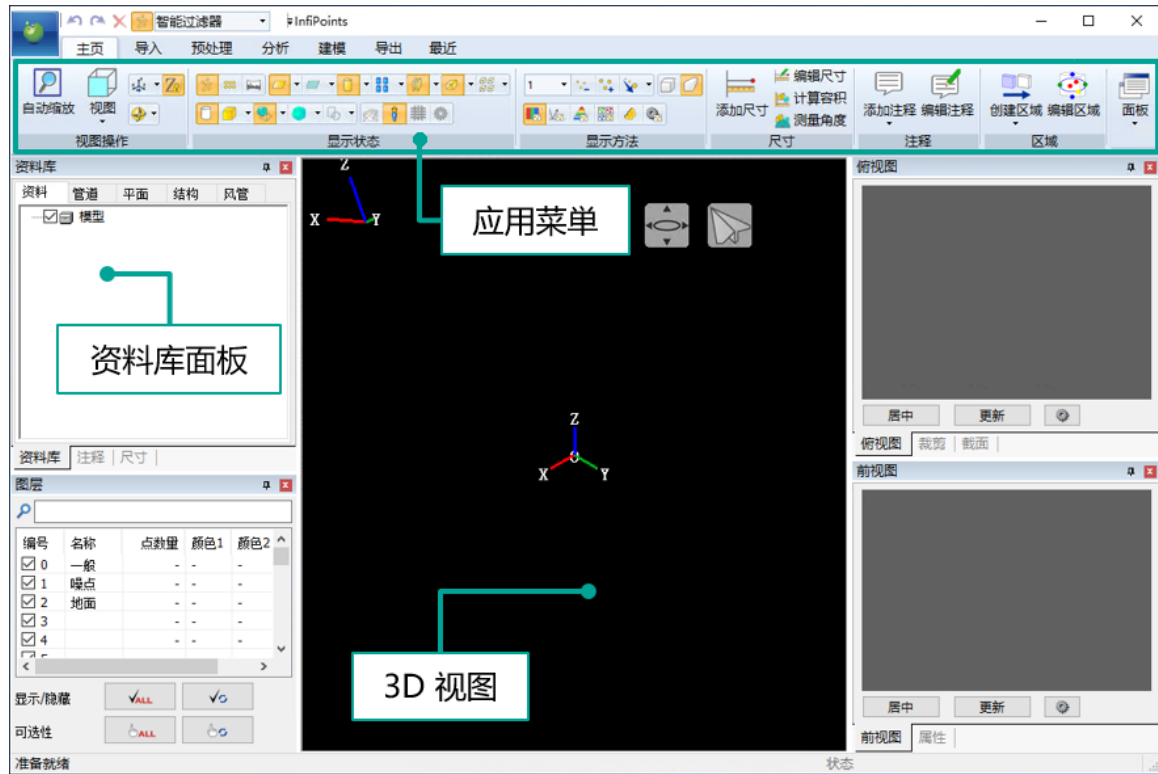 智能过滤器 InfiPoints
主页 导入 预处理 分析 建模 导出 最近
自动缩放 视图
视图操作
显示状态
1
显示方法
添加尺寸 编辑尺寸
计算容积
测量角度
尺寸
添加注释 编辑注释
注释
创建区域 编辑区域
区域
面板
应用菜单
资料库
资料 管道 平面 结构 风管
模型
资料库面板
资料库 注释 尺寸
图层
编号 名称 点数量 颜色1 颜色2
0 一般 - - -
1 噪点 - - -
2 地面 - - -
3 - - -
4 - - -
显示/隐藏 ALL
可选性 ALL
Z
X Y
Z
X Y
3D 视图
俯视图
居中 更新
俯视图 裁剪 截面
前视图
居中 更新
前视图 属性
准备就绪 状态